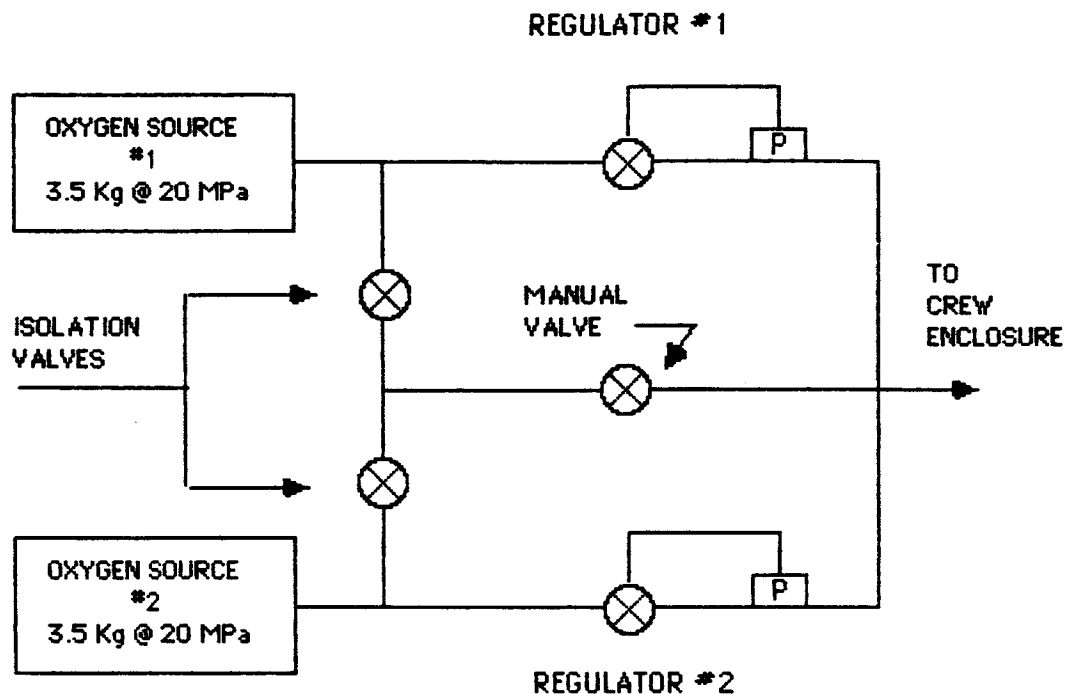 REGULATOR #1
OXYGEN SOURCE
#1
3.5 Kg @ 20 MPa
P
ISOLATION
VALVES
MANUAL
VALVE
TO
CREW
ENCLOSURE
OXYGEN SOURCE
#2
3.5 Kg @ 20 MPa
P
REGULATOR #2